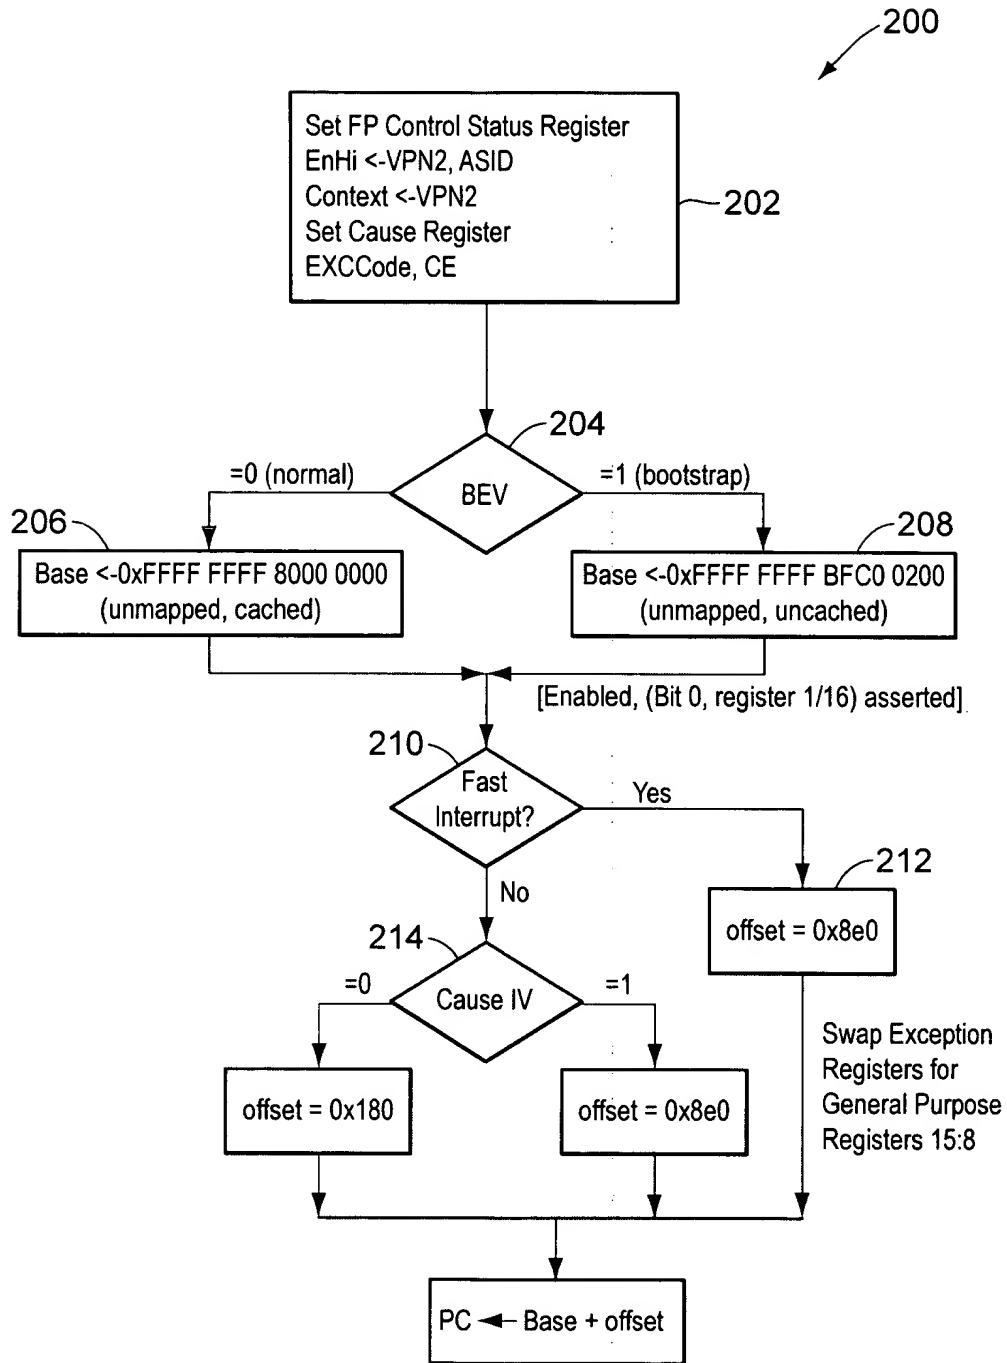 200
Set FP Control Status Register
EnHi <-VPN2, ASID
Context <-VPN2
Set Cause Register
EXCCode, CE
202
204
=0 (normal)
BEV
=1 (bootstrap)
206
Base <-0xFFFF FFFF 8000 0000
(unmapped, cached)
208
Base <-0xFFFF FFFF BFC0 0200
(unmapped, uncached)
[Enabled, (Bit 0, register 1/16) asserted]
210
Fast
Interrupt?
Yes
No
212
offset = 0x8e0
214
=0
Cause IV
=1
offset = 0x180
offset = 0x8e0
Swap Exception
Registers for
General Purpose
Registers 15:8
PC ◄— Base + offset